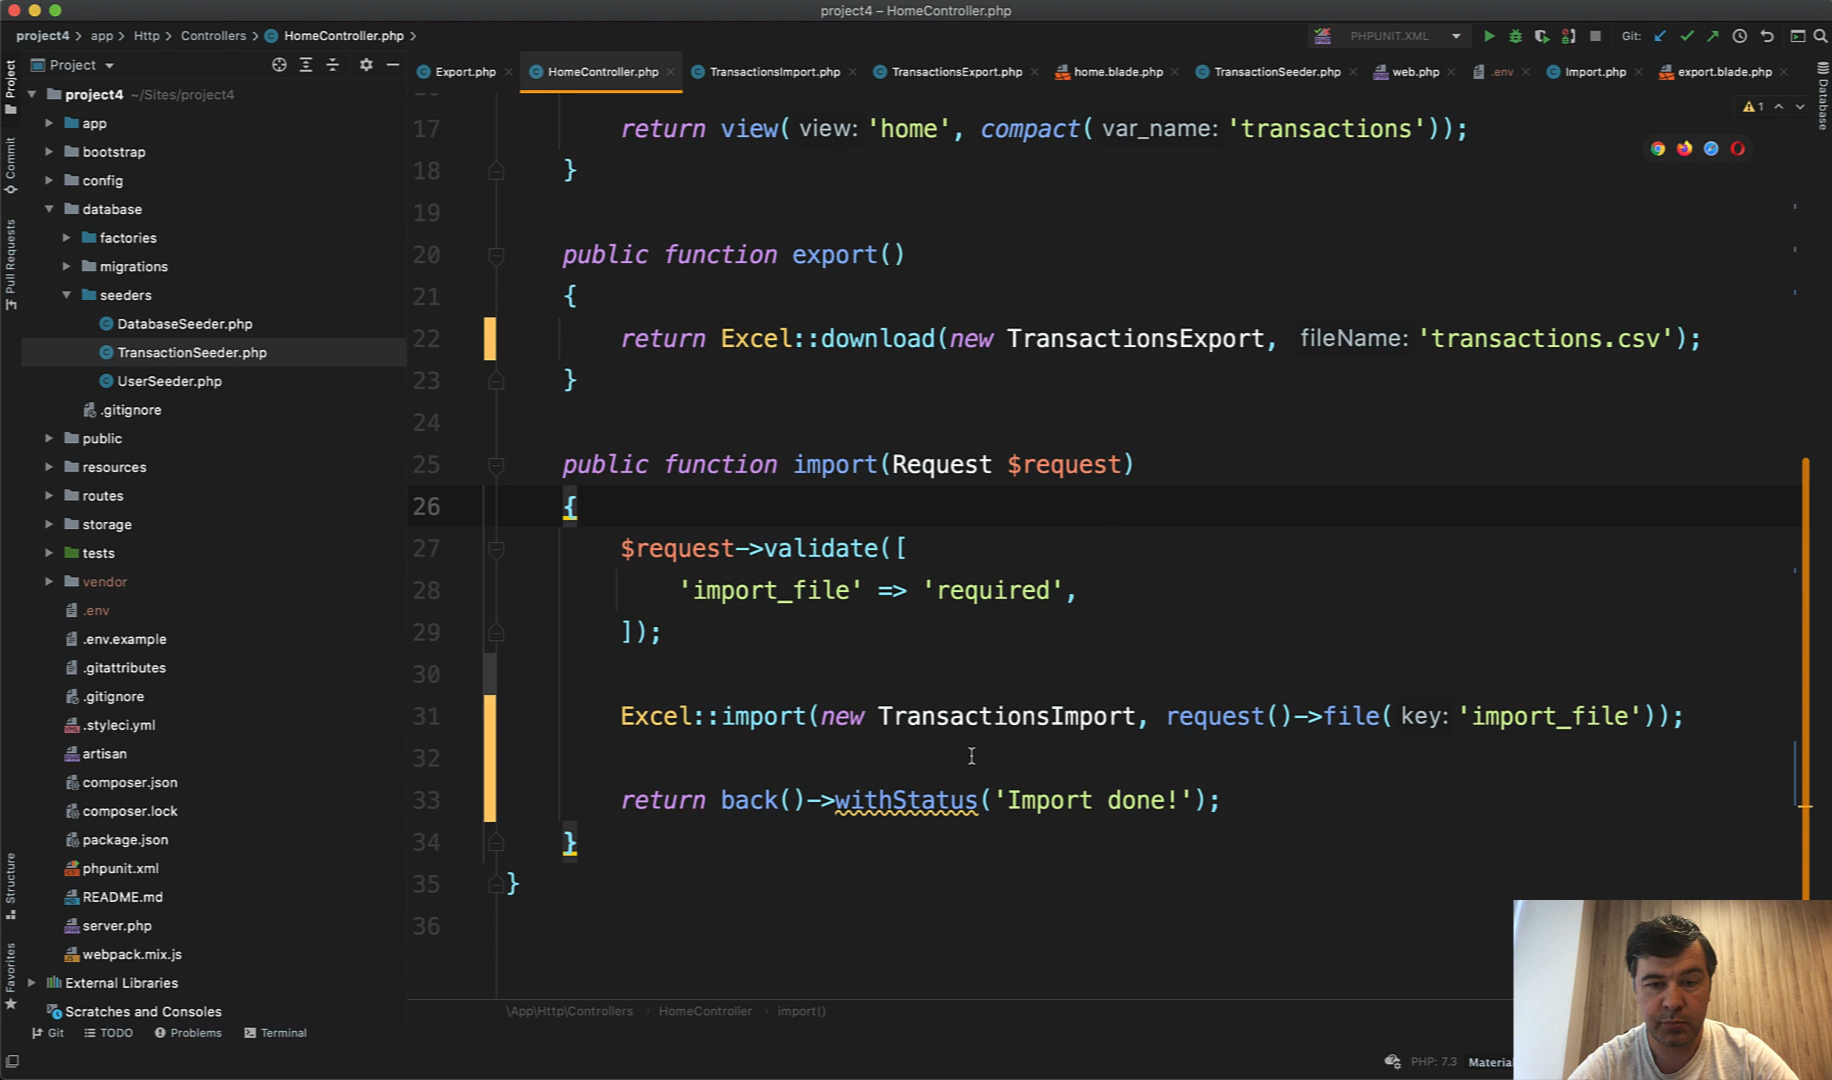 project4 – HomeController.php
project4 > app > Http > Controllers > HomeController.php >
PHPUNIT.XML
Git:
Project
Export.php
HomeController.php
TransactionsImport.php
TransactionsExport.php
home.blade.php
TransactionSeeder.php
web.php
.env
Import.php
export.blade.php
project4 ~/Sites/project4
app
bootstrap
config
database
factories
migrations
seeders
DatabaseSeeder.php
TransactionSeeder.php
UserSeeder.php
.gitignore
public
resources
routes
storage
tests
vendor
.env
.env.example
.gitattributes
.gitignore
.styleci.yml
artisan
composer.json
composer.lock
package.json
phpunit.xml
README.md
server.php
webpack.mix.js
External Libraries
Scratches and Consoles
Project
Commit
Pull Requests
Structure
Favorites
Database
1
17 return view( view: 'home', compact( var_name: 'transactions'));
18 }
19
20 public function export()
21 {
22 return Excel::download(new TransactionsExport, fileName: 'transactions.csv');
23 }
24
25 public function import(Request $request)
26 {
27 $request->validate([
28 'import_file' => 'required',
29 ]);
30
31 Excel::import(new TransactionsImport, request()->file( key: 'import_file'));
32
33 return back()->withStatus('Import done!');
34 }
35 }
36
\App\Http\Controllers > HomeController > import()
Git TODO Problems Terminal
PHP: 7.3